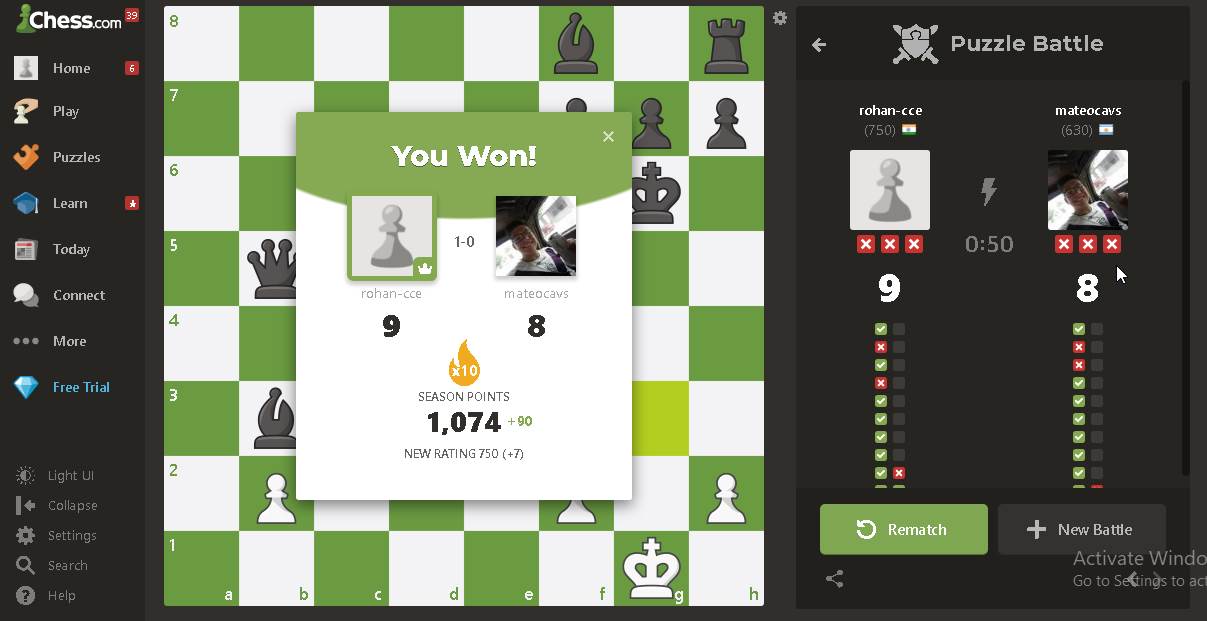 Chess.com 39
Home 6
Play
Puzzles
Learn
Today
Connect
More
Free Trial
Light UI
Collapse
Settings
Search
Help
8
7
6
5
4
3
2
1
a b c d e f g h
You Won!
1-0
rohan-cce mateocavs
9 8
x10
SEASON POINTS
1,074 +90
NEW RATING 750 (+7)
Puzzle Battle
rohan-cce mateocavs
(750) (630)
0:50
9 8
Rematch New Battle
Activate Windo
Go to Settings to act